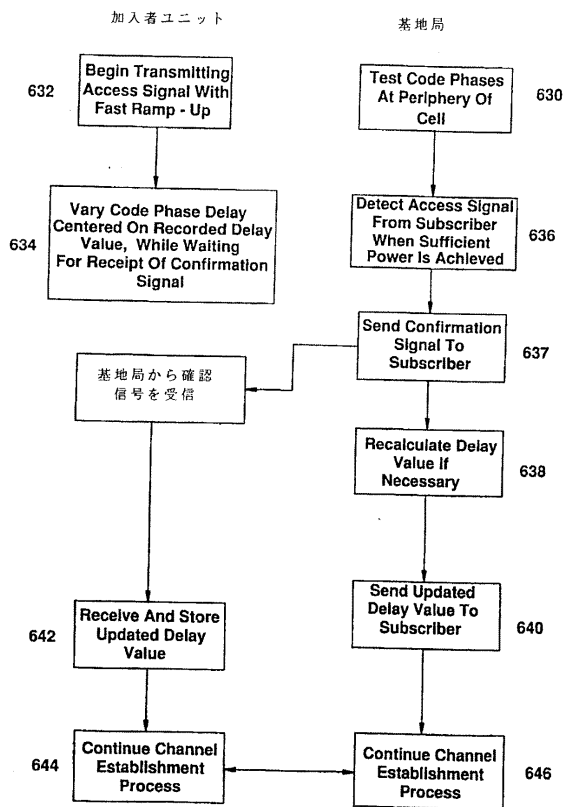 加入者ユニット
基地局
632
Begin Transmitting
Access Signal With
Fast Ramp - Up
Test Code Phases
At Periphery Of
Cell
630
634
Vary Code Phase Delay
Centered On Recorded Delay
Value, While Waiting
For Receipt Of Confirmation
Signal
Detect Access Signal
From Subscriber
When Sufficient
Power Is Achieved
636
Send Confirmation
Signal To
Subscriber
637
基地局から確認
信号を受信
Recalculate Delay
Value If
Necessary
638
642
Receive And Store
Updated Delay
Value
Send Updated
Delay Value To
Subscriber
640
644
Continue Channel
Establishment
Process
Continue Channel
Establishment
Process
646